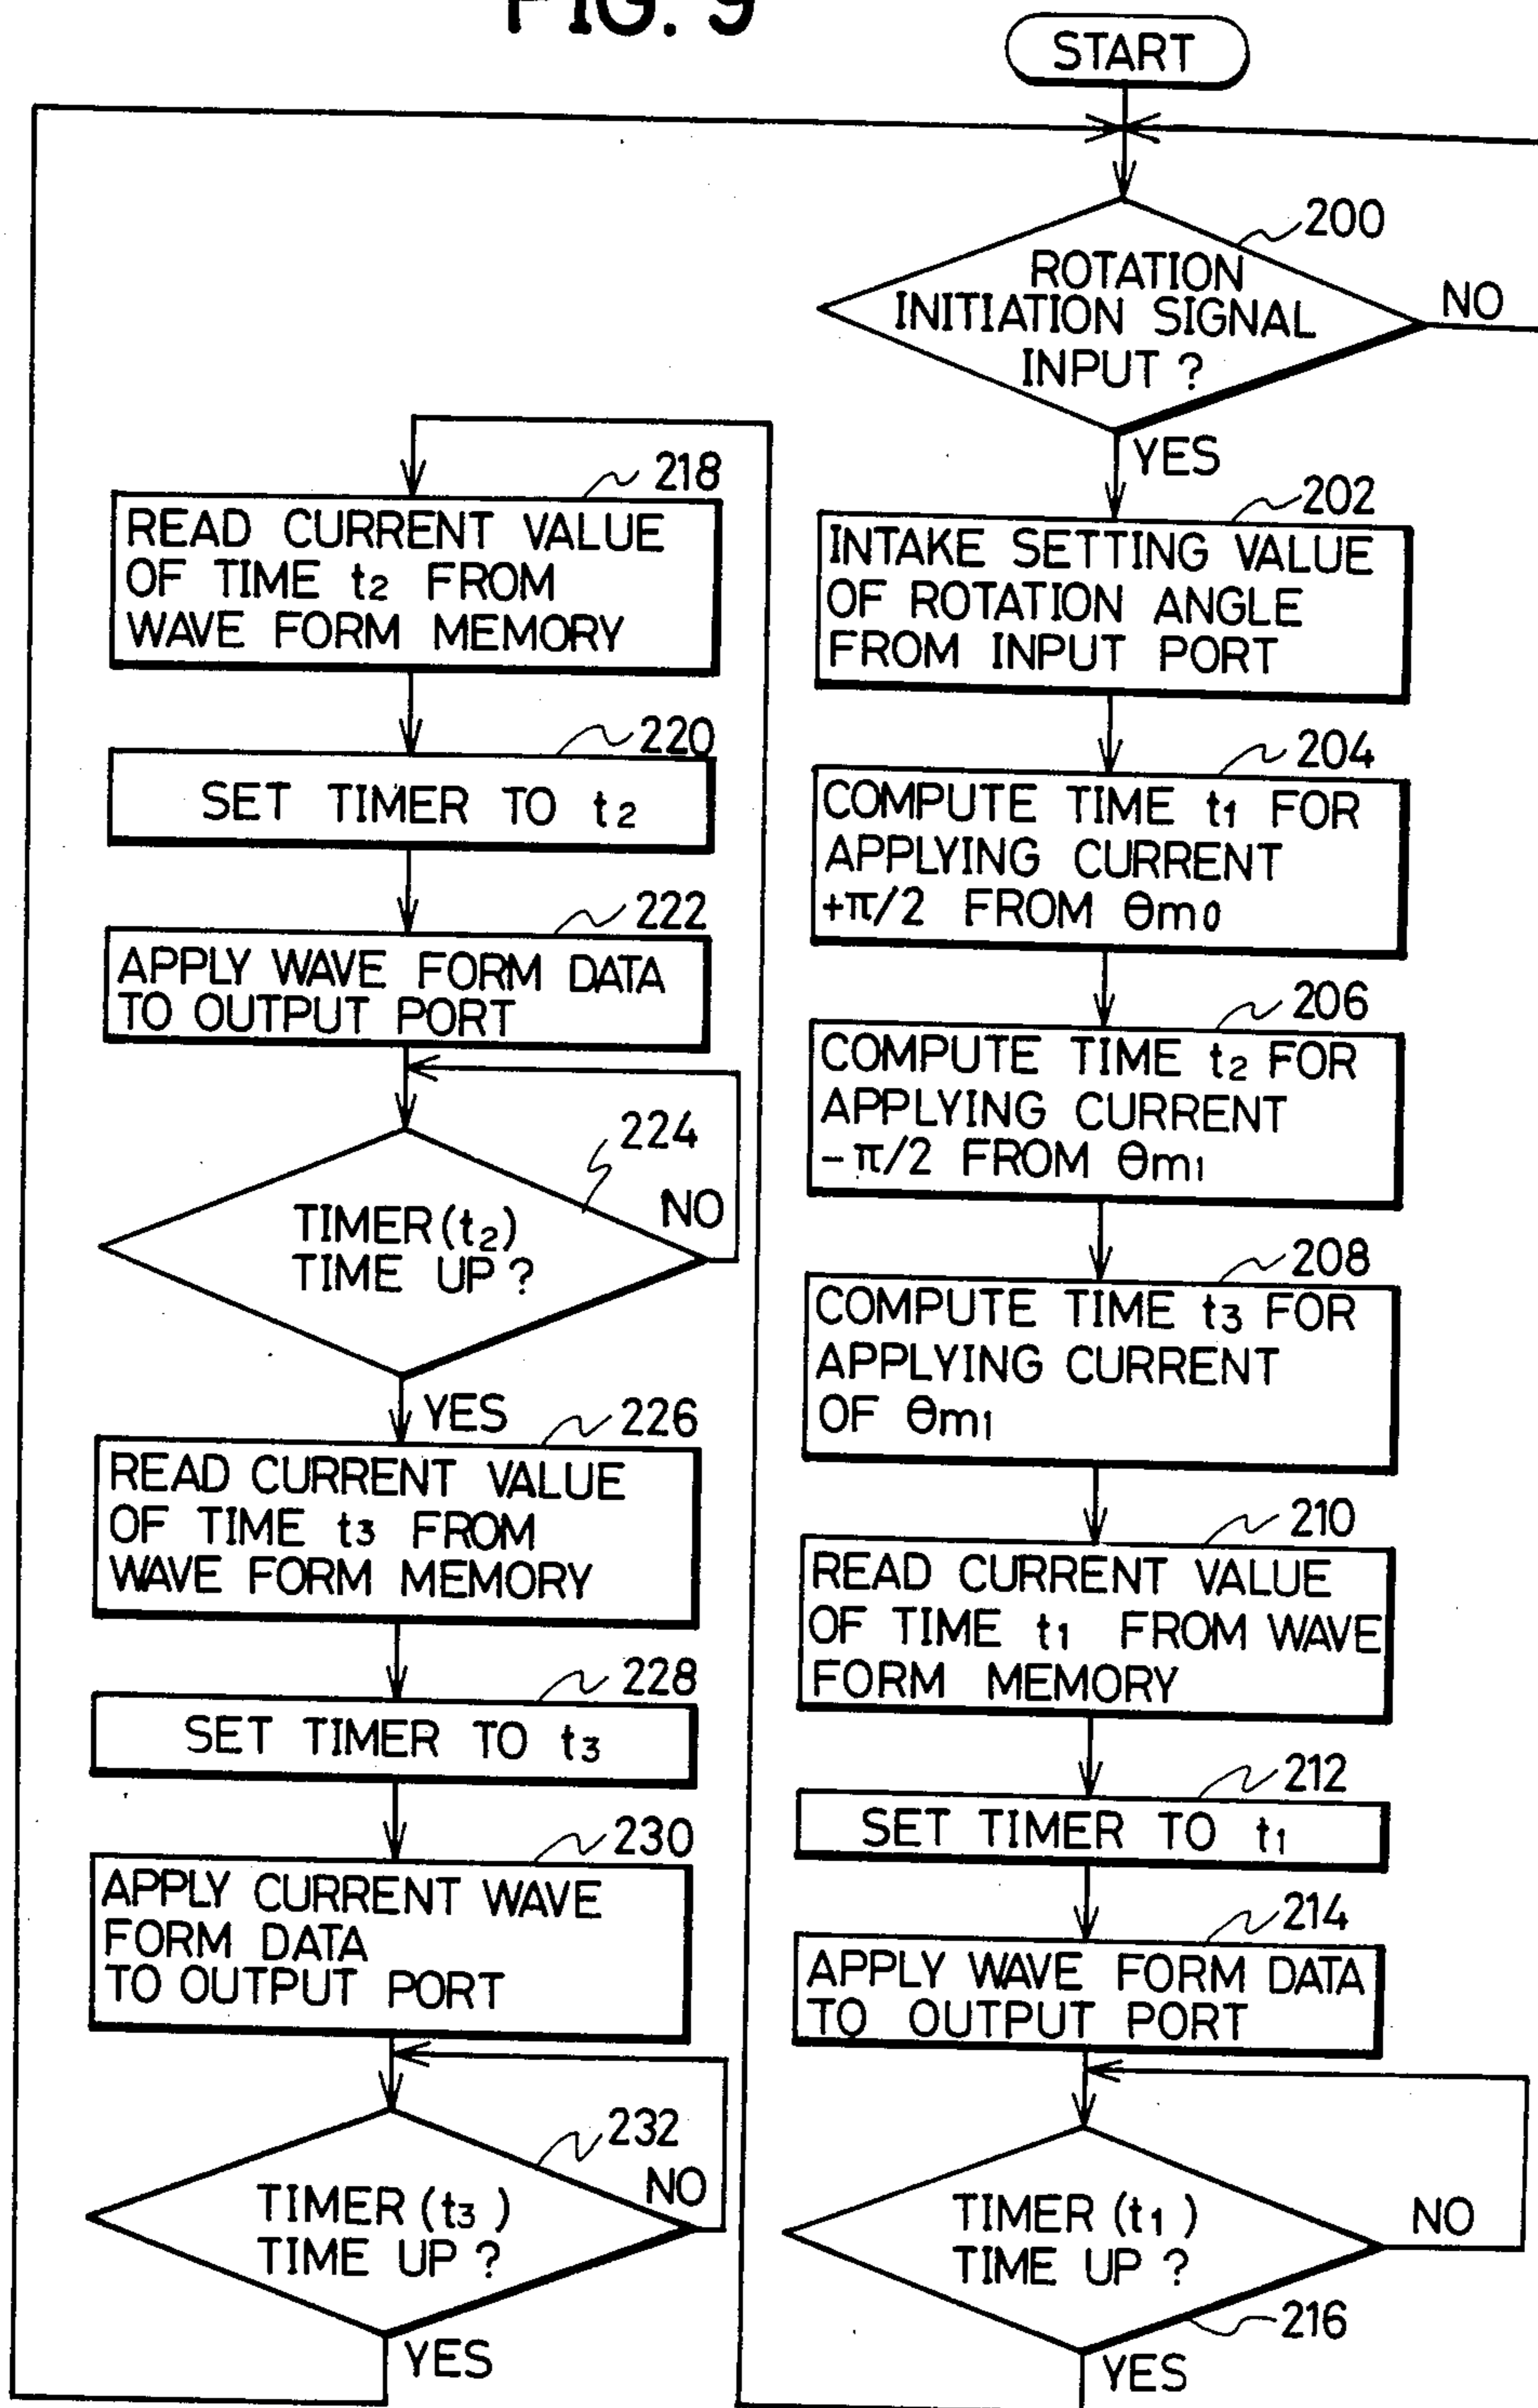 FIG. 9
START
200
ROTATION
INITIATION SIGNAL
INPUT ?
NO
YES
202
INTAKE SETTING VALUE
OF ROTATION ANGLE
FROM INPUT PORT
204
COMPUTE TIME t1 FOR
APPLYING CURRENT
+π/2 FROM θm0
206
COMPUTE TIME t2 FOR
APPLYING CURRENT
-π/2 FROM θm1
208
COMPUTE TIME t3 FOR
APPLYING CURRENT
OF θm1
210
READ CURRENT VALUE
OF TIME t1 FROM WAVE
FORM MEMORY
212
SET TIMER TO t1
214
APPLY WAVE FORM DATA
TO OUTPUT PORT
TIMER (t1)
TIME UP ?
NO
216
YES
218
READ CURRENT VALUE
OF TIME t2 FROM
WAVE FORM MEMORY
220
SET TIMER TO t2
222
APPLY WAVE FORM DATA
TO OUTPUT PORT
224
NO
TIMER (t2)
TIME UP ?
YES
226
READ CURRENT VALUE
OF TIME t3 FROM
WAVE FORM MEMORY
228
SET TIMER TO t3
230
APPLY CURRENT WAVE
FORM DATA
TO OUTPUT PORT
232
NO
TIMER (t3)
TIME UP ?
YES